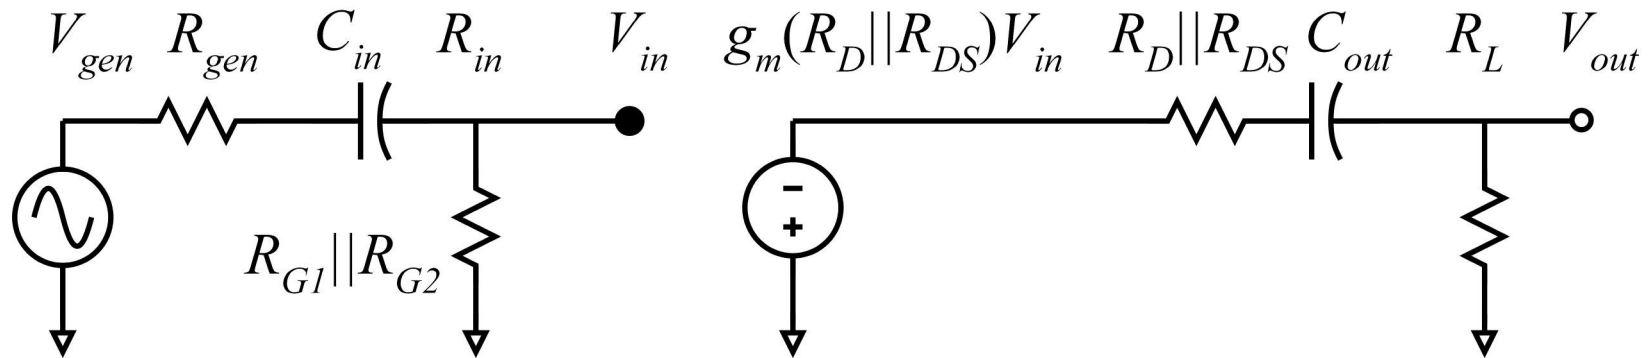 V_gen R_gen C_in R_in V_in g_m(R_D||R_DS)V_in R_D||R_DS C_out R_L V_out
-
+
R_G1||R_G2